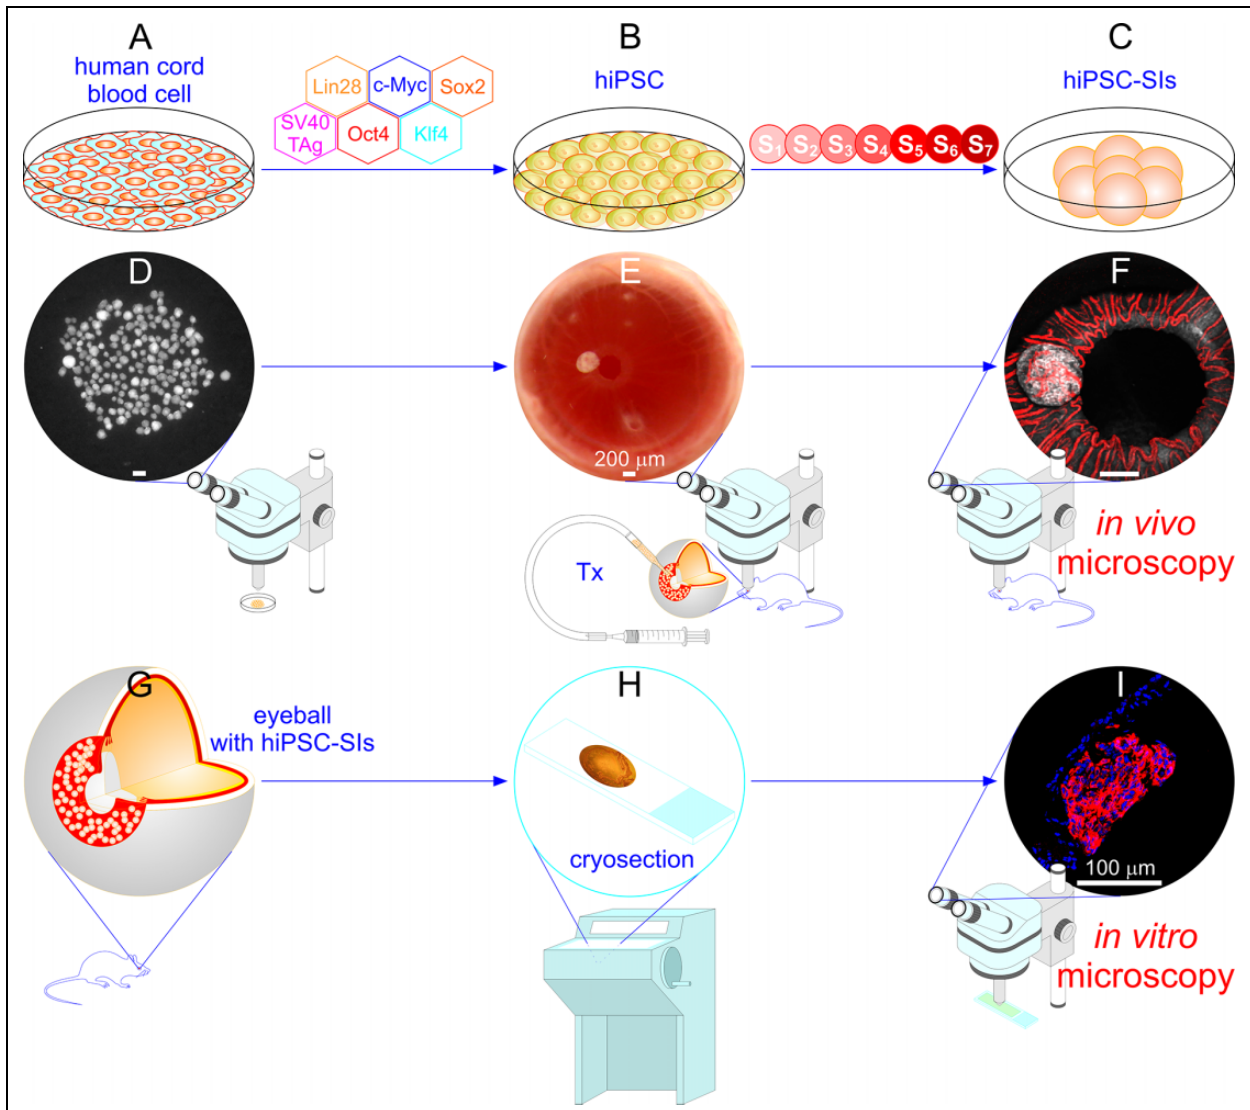 A
human cord
blood cell
Lin28
c-Myc
Sox2
SV40
TAg
Oct4
Klf4
B
hiPSC
S1 S2 S3 S4 S5 S6 S7
C
hiPSC-SIs
D
E
200 μm
Tx
F
in vivo
microscopy
G
eyeball
with hiPSC-SIs
H
cryosection
I
100 μm
in vitro
microscopy